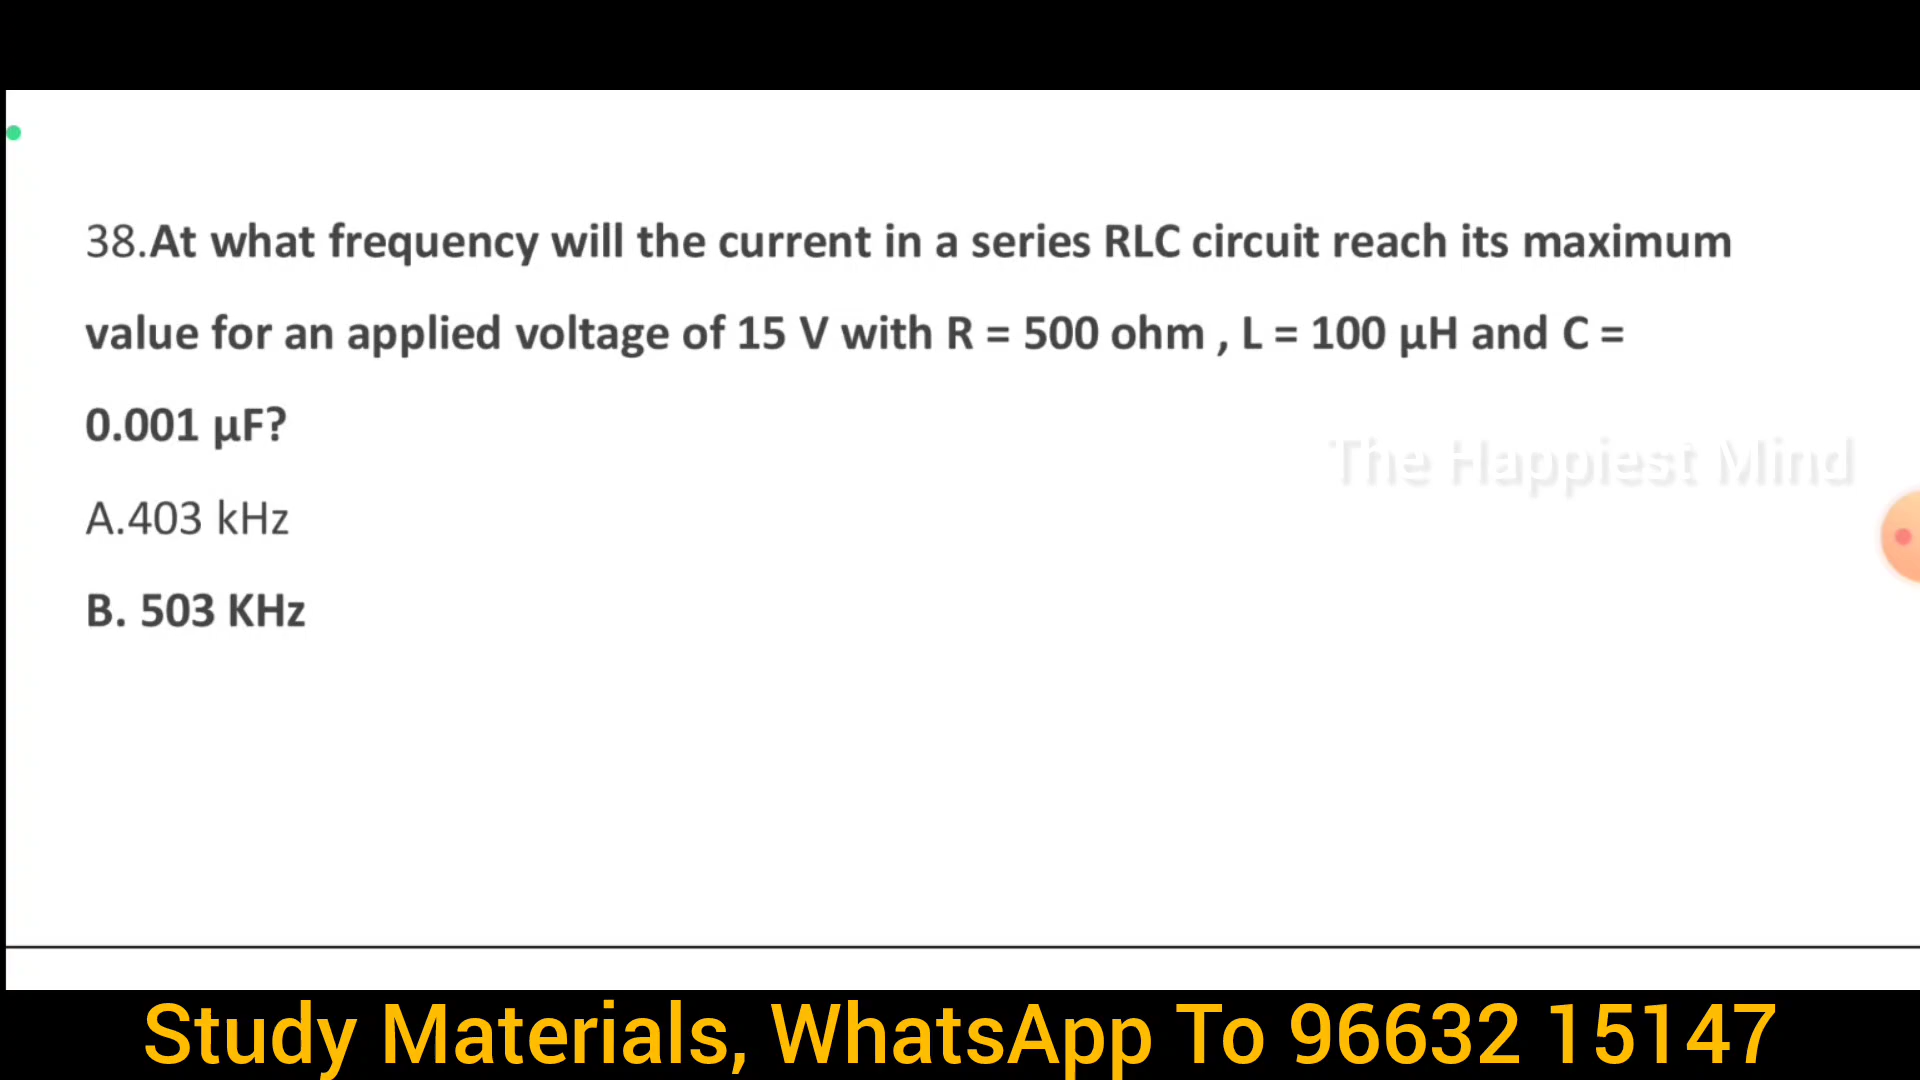 38.At what frequency will the current in a series RLC circuit reach its maximum
value for an applied voltage of 15 V with R = 500 ohm , L = 100 µH and C =
0.001 µF?
The Happiest Mind
A.403 kHz
B. 503 KHz
Study Materials, WhatsApp To 96632 15147